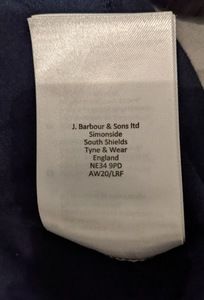 J. Barbour & Sons ltd
Simonside
South Shields
Tyne & Wear
England
NE34 9PD
AW20/LRF